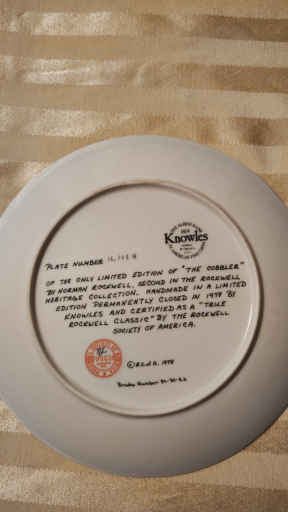 Knowles
PLATE NUMBER
OF THE ONLY LIMITED EDITION OF "THE COBBLER"
BY NORMAN ROCKWELL, SECOND IN THE ROCKWELL
HERITAGE COLLECTION. HANDMADE IN A LIMITED
EDITION PERMANENTLY CLOSED IN 1978 BY
KNOWLES AND CERTIFIED AS A "TRUE
ROCKWELL CLASSIC" BY THE ROCKWELL
SOCIETY OF AMERICA.
1978